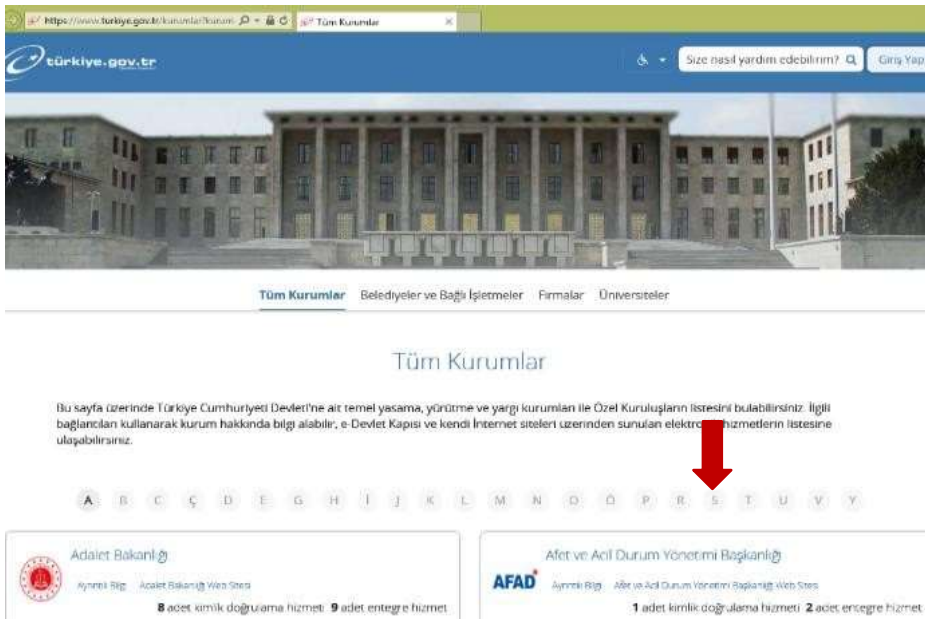 https://www.turkiye.gov.tr/kurumlar?kurum
Tüm Kurumlar
türkiye.gov.tr
Size nasıl yardım edebilirim?
Giriş Yap
Tüm Kurumlar Belediyeler ve Bağlı İşletmeler Firmalar Üniversiteler
Tüm Kurumlar
Bu sayfa üzerinde Türkiye Cumhuriyeti Devleti'ne ait temel yasama, yürütme ve yargı kurumları ile Özel Kuruluşların listesini bulabilirsiniz. İlgili
bağlantıları kullanarak kurum hakkında bilgi alabilir, e-Devlet Kapısı ve kendi İnternet siteleri üzerinden sunulan hizmetlerin listesine
ulaşabilirsiniz.
A B C Ç D E G H İ J K L M N O Ö P R S T U V Y
Adalet Bakanlığı
Ayrıntılı Bilgi Adalet Bakanlığı Web Sitesi
8 adet kimlik doğrulama hizmeti 9 adet entegre hizmet
Afet ve Acil Durum Yönetimi Başkanlığı
AFAD
Ayrıntılı Bilgi Afet ve Acil Durum Yönetimi Başkanlığı Web Sitesi
1 adet kimlik doğrulama hizmeti 2 adet entegre hizmet